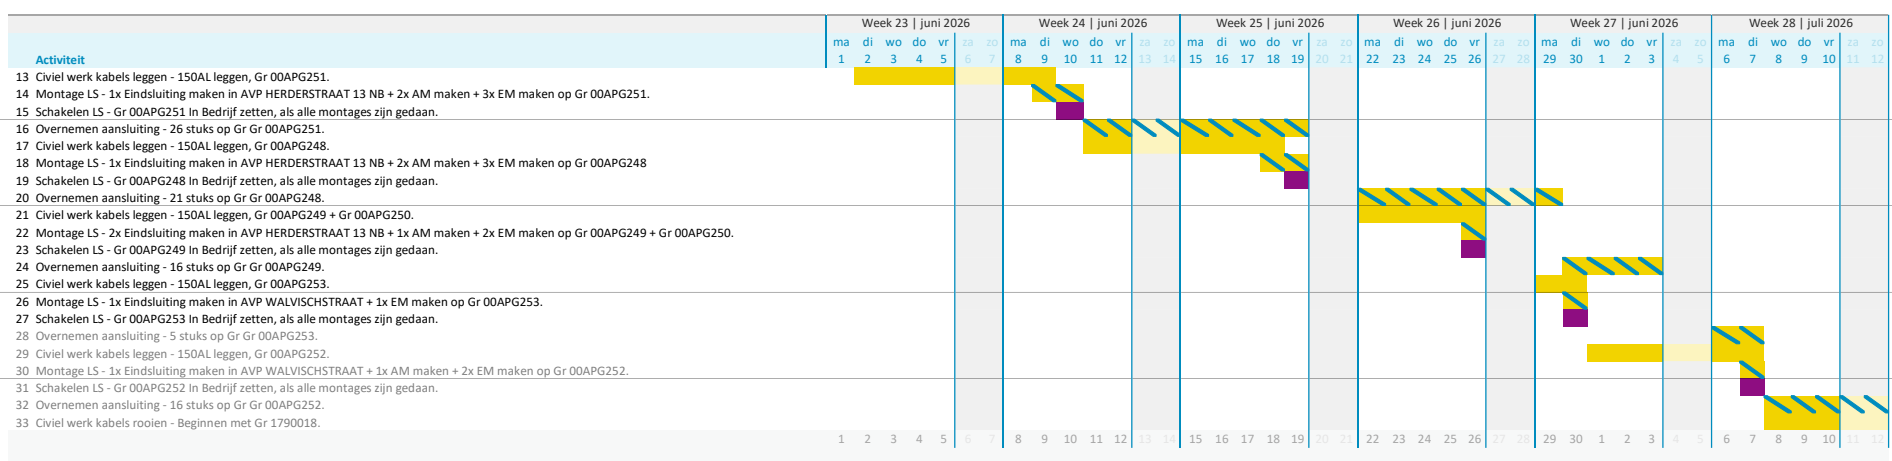 Week 23 | juni 2026 Week 24 | juni 2026 Week 25 | juni 2026 Week 26 | juni 2026 Week 27 | juni 2026 Week 28 | juli 2026
ma di wo do vr za zo ma di wo do vr za zo ma di wo do vr za zo ma di wo do vr za zo ma di wo do vr za zo ma di wo do vr za zo
Activiteit 1 2 3 4 5 6 7 8 9 10 11 12 13 14 15 16 17 18 19 20 21 22 23 24 25 26 27 28 29 30 1 2 3 4 5 6 7 8 9 10 11 12
13 Civiel werk kabels leggen - 150AL leggen, Gr 00APG251.
14 Montage LS - 1x Eindsluiting maken in AVP HERDERSTRAAT 13 NB + 2x AM maken + 3x EM maken op Gr 00APG251.
15 Schakelen LS - Gr 00APG251 In Bedrijf zetten, als alle montages zijn gedaan.
16 Overnemen aansluiting - 26 stuks op Gr Gr 00APG251.
17 Civiel werk kabels leggen - 150AL leggen, Gr 00APG248.
18 Montage LS - 1x Eindsluiting maken in AVP HERDERSTRAAT 13 NB + 2x AM maken + 3x EM maken op Gr 00APG248
19 Schakelen LS - Gr 00APG248 In Bedrijf zetten, als alle montages zijn gedaan.
20 Overnemen aansluiting - 21 stuks op Gr 00APG248.
21 Civiel werk kabels leggen - 150AL leggen, Gr 00APG249 + Gr 00APG250.
22 Montage LS - 2x Eindsluiting maken in AVP HERDERSTRAAT 13 NB + 1x AM maken + 2x EM maken op Gr 00APG249 + Gr 00APG250.
23 Schakelen LS - Gr 00APG249 In Bedrijf zetten, als alle montages zijn gedaan.
24 Overnemen aansluiting - 16 stuks op Gr Gr 00APG249.
25 Civiel werk kabels leggen - 150AL leggen, Gr 00APG253.
26 Montage LS - 1x Eindsluiting maken in AVP WALVISCHSTRAAT + 1x EM maken op Gr 00APG253.
27 Schakelen LS - Gr 00APG253 In Bedrijf zetten, als alle montages zijn gedaan.
28 Overnemen aansluiting - 5 stuks op Gr Gr 00APG253.
29 Civiel werk kabels leggen - 150AL leggen, Gr 00APG252.
30 Montage LS - 1x Eindsluiting maken in AVP WALVISCHSTRAAT + 1x AM maken + 2x EM maken op Gr 00APG252.
31 Schakelen LS - Gr 00APG252 In Bedrijf zetten, als alle montages zijn gedaan.
32 Overnemen aansluiting - 16 stuks op Gr Gr 00APG252.
33 Civiel werk kabels rooien - Beginnen met Gr 1790018.
1 2 3 4 5 6 7 8 9 10 11 12 13 14 15 16 17 18 19 20 21 22 23 24 25 26 27 28 29 30 1 2 3 4 5 6 7 8 9 10 11 12